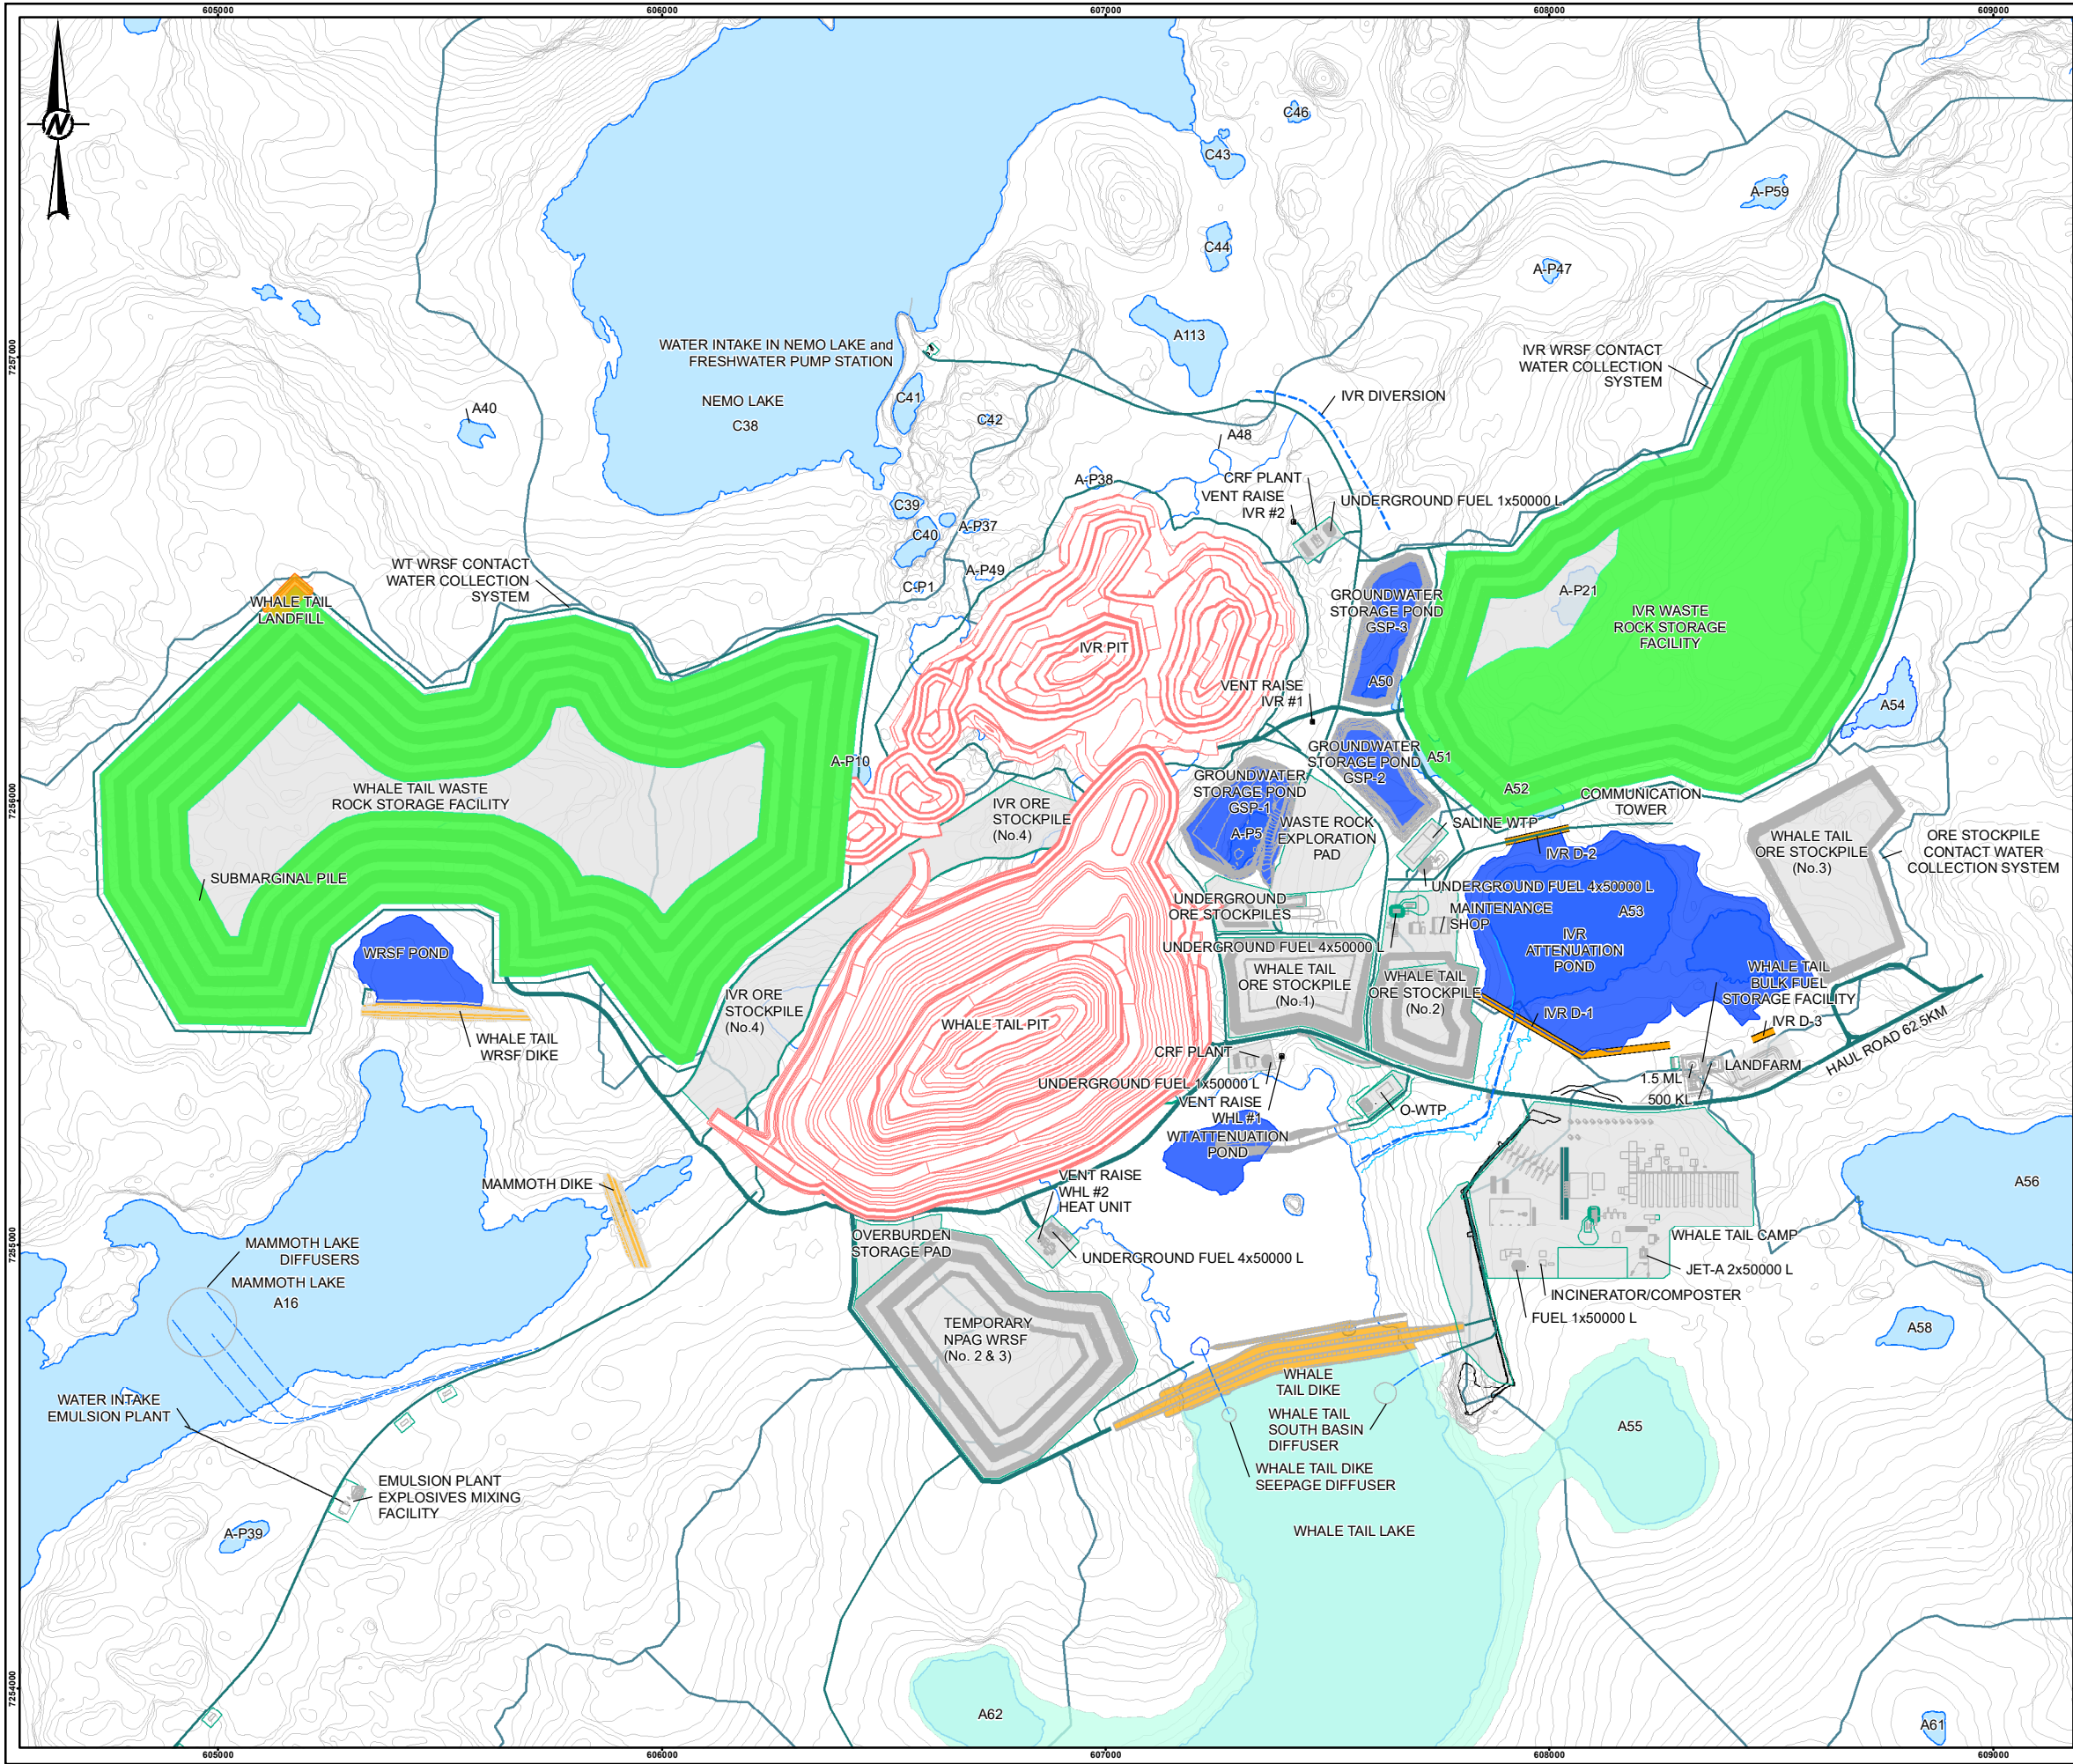 605000
606000
607000
608000
609000
N
C46
C43
A-P59
C44
A-P47
7257000
WATER INTAKE IN NEMO LAKE and
FRESHWATER PUMP STATION
A113
IVR WRSF CONTACT
WATER COLLECTION
SYSTEM
NEMO LAKE
C38
C41
C42
IVR DIVERSION
A40
A48
A-P38
CRF PLANT
VENT RAISE
IVR #2
UNDERGROUND FUEL 1x50000 L
C39
C40
A-P37
A-P49
C-P1
WT WRSF CONTACT
WATER COLLECTION
SYSTEM
WHALE TAIL
LANDFILL
GROUNDWATER
STORAGE POND
GSP-3
A50
A-P21
IVR WASTE
ROCK STORAGE
FACILITY
IVR PIT
VENT RAISE
IVR #1
A54
A51
A52
GROUNDWATER
STORAGE POND
GSP-2
GROUNDWATER
STORAGE POND
GSP-1
A-P5
WASTE ROCK
EXPLORATION
PAD
A-P10
7256000
WHALE TAIL WASTE
ROCK STORAGE FACILITY
IVR ORE
STOCKPILE
(No.4)
COMMUNICATION
TOWER
SALINE WTP
IVR D-2
WHALE TAIL
ORE STOCKPILE
(No.3)
ORE STOCKPILE
CONTACT WATER
COLLECTION SYSTEM
SUBMARGINAL PILE
UNDERGROUND FUEL 4x50000 L
UNDERGROUND
ORE STOCKPILES
MAINTENANCE
SHOP
A53
IVR
ATTENUATION
POND
UNDERGROUND FUEL 4x50000 L
WRSF POND
WHALE TAIL
ORE STOCKPILE
(No.1)
WHALE TAIL
ORE STOCKPILE
(No.2)
WHALE TAIL
BULK FUEL
STORAGE FACILITY
IVR ORE
STOCKPILE
(No.4)
WHALE TAIL PIT
IVR D-1
IVR D-3
WHALE TAIL
WRSF DIKE
CRF PLANT
HAUL ROAD 62.5KM
LANDFARM
1.5 ML
500 KL
UNDERGROUND FUEL 1x50000 L
VENT RAISE
WHL #1
O-WTP
WT ATTENUATION
POND
MAMMOTH DIKE
VENT RAISE
WHL #2
HEAT UNIT
A56
7255000
MAMMOTH LAKE
DIFFUSERS
OVERBURDEN
STORAGE PAD
UNDERGROUND FUEL 4x50000 L
WHALE TAIL CAMP
JET-A 2x50000 L
MAMMOTH LAKE
A16
INCINERATOR/COMPOSTER
FUEL 1x50000 L
TEMPORARY
NPAG WRSF
(No. 2 & 3)
A58
WHALE
TAIL DIKE
WATER INTAKE
EMULSION PLANT
WHALE TAIL
SOUTH BASIN
DIFFUSER
A55
WHALE TAIL DIKE
SEEPAGE DIFFUSER
EMULSION PLANT
EXPLOSIVES MIXING
FACILITY
A-P39
WHALE TAIL LAKE
7254000
A62
A61
605000
606000
607000
608000
609000